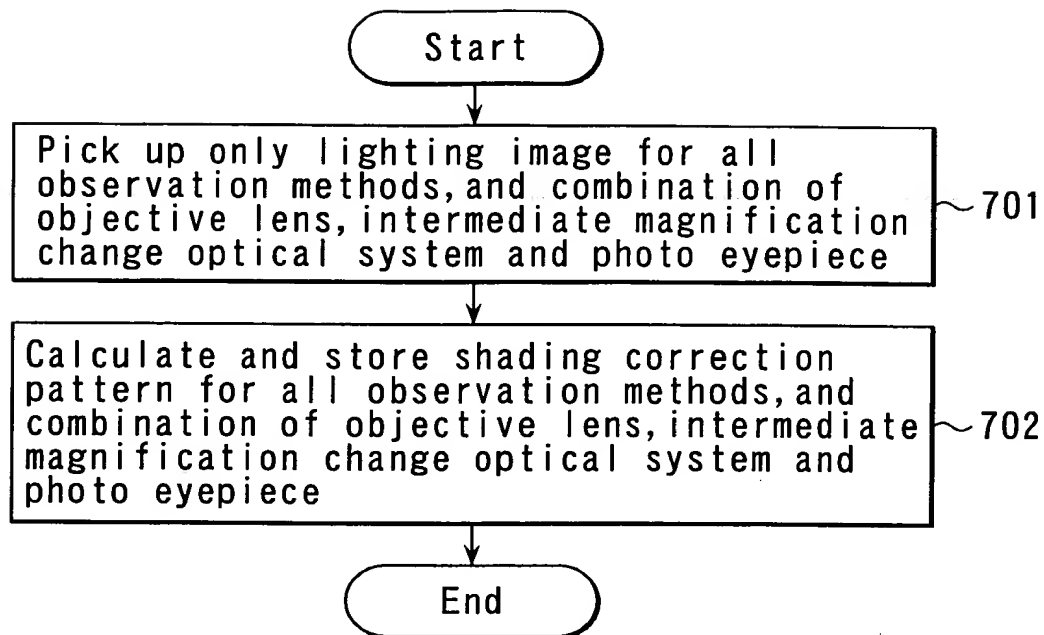 Start
Pick up only lighting image for all
observation methods, and combination of
objective lens, intermediate magnification
change optical system and photo eyepiece
701
Calculate and store shading correction
pattern for all observation methods, and
combination of objective lens, intermediate
magnification change optical system and
photo eyepiece
702
End